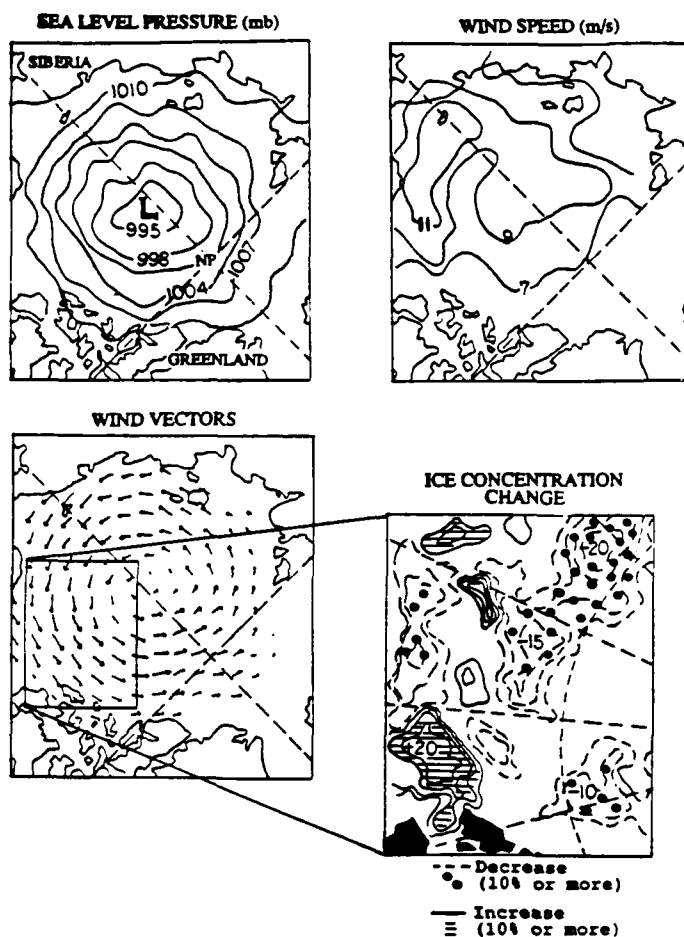 SEA LEVEL PRESSURE (mb)
SIBERIA
1010
L
995
998
NP
1007
1004
GREENLAND
WIND SPEED (m/s)
11
9
7
WIND VECTORS
ICE CONCENTRATION
CHANGE
-20
-15
+20
-10
Decrease
(10% or more)
Increase
(10% or more)